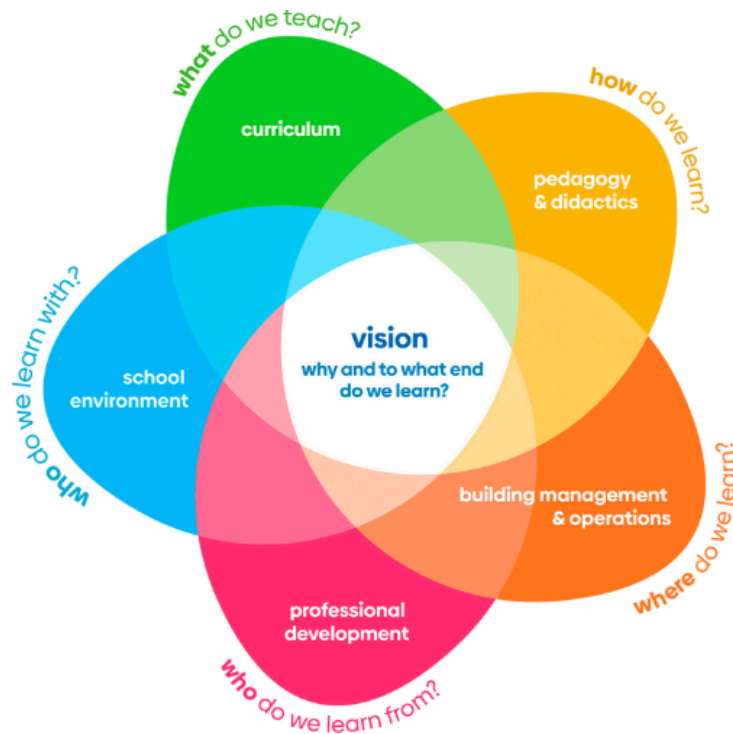 what do we teach?
curriculum
how do we learn?
pedagogy
& didactics
vision
why and to what end
do we learn?
who do we learn with?
school
environment
building management
& operations
where do we learn?
professional
development
who do we learn from?